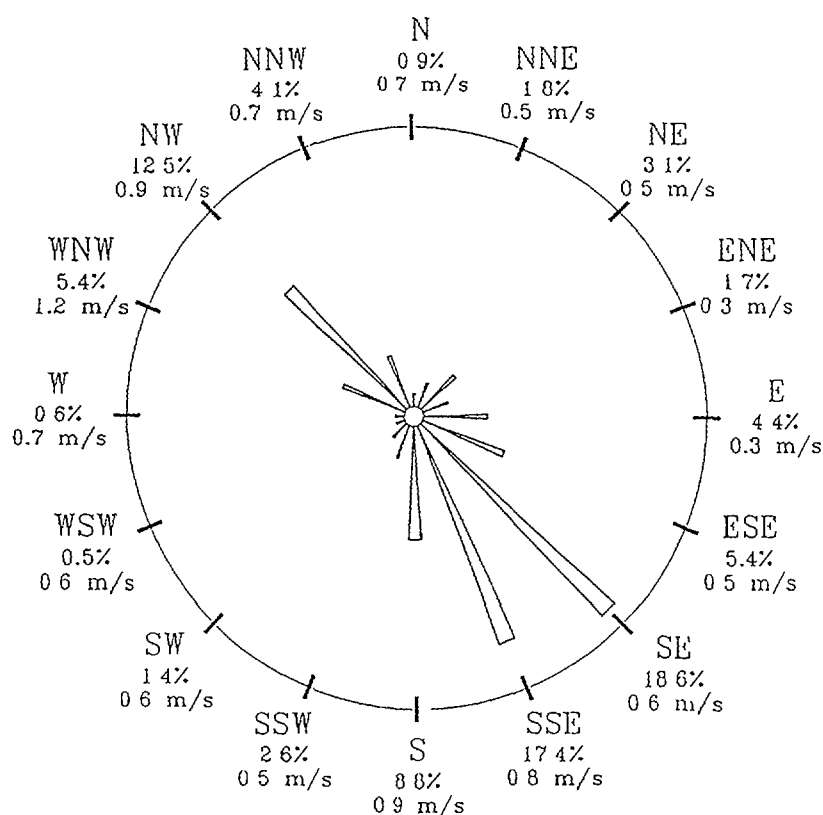 N
0 9%
0 7 m/s
NNE
1 8%
0.5 m/s
NE
3 1%
0 5 m/s
ENE
1 7%
0.3 m/s
E
4 4%
0.3 m/s
ESE
5.4%
0 5 m/s
SE
18 6%
0 6 m/s
SSE
17 4%
0 8 m/s
S
8 8%
0 9 m/s
SSW
2 6%
0 5 m/s
SW
1 4%
0 6 m/s
WSW
0.5%
0 6 m/s
W
0 6%
0.7 m/s
WNW
5.4%
1.2 m/s
NW
12 5%
0.9 m/s
NNW
4 1%
0.7 m/s